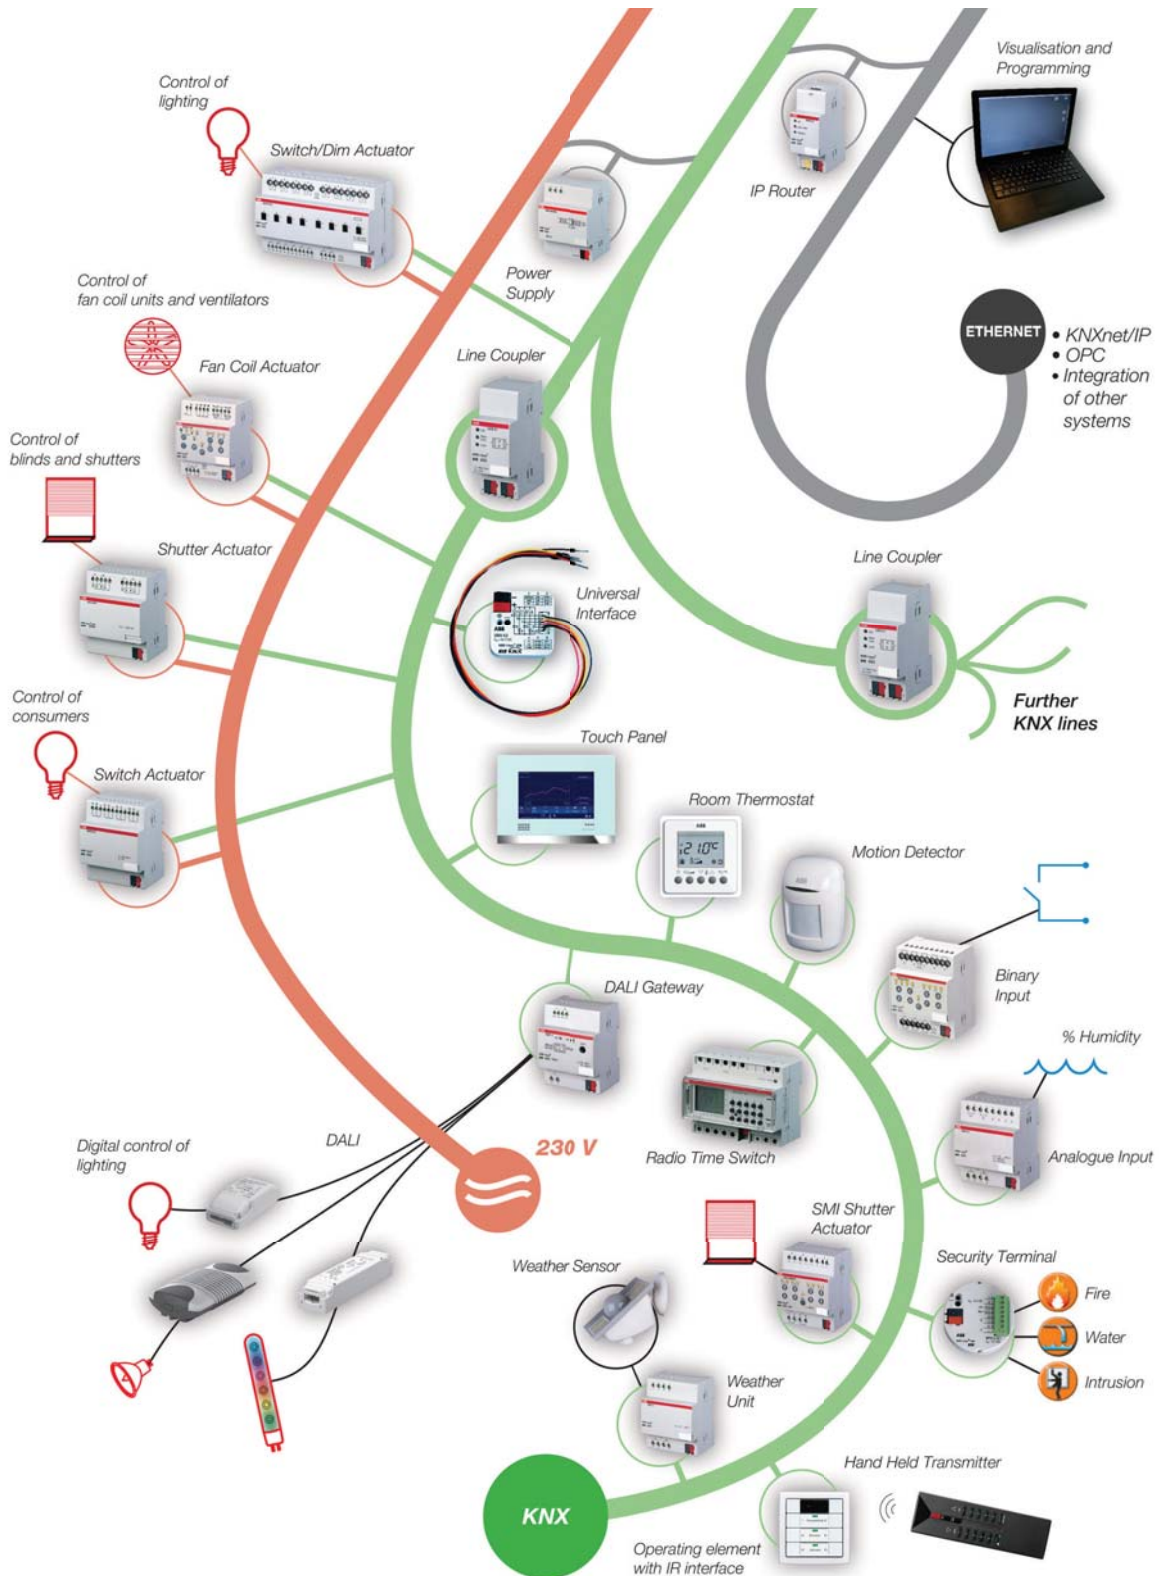 Visualisation and
Programming
Control of
lighting
Switch/Dim Actuator
IP Router
Power
Supply
Control of
fan coil units and ventilators
Fan Coil Actuator
Line Coupler
ETHERNET
• KNXnet/IP
• OPC
• Integration
of other
systems
Control of
blinds and shutters
Shutter Actuator
Universal
Interface
Line Coupler
Further
KNX lines
Control of
consumers
Switch Actuator
Touch Panel
Room Thermostat
Motion Detector
Binary
Input
DALI Gateway
% Humidity
Radio Time Switch
Analogue Input
230 V
DALI
Digital control of
lighting
SMI Shutter
Actuator
Weather Sensor
Security Terminal
Fire
Water
Intrusion
Weather
Unit
Hand Held Transmitter
KNX
Operating element
with IR interface